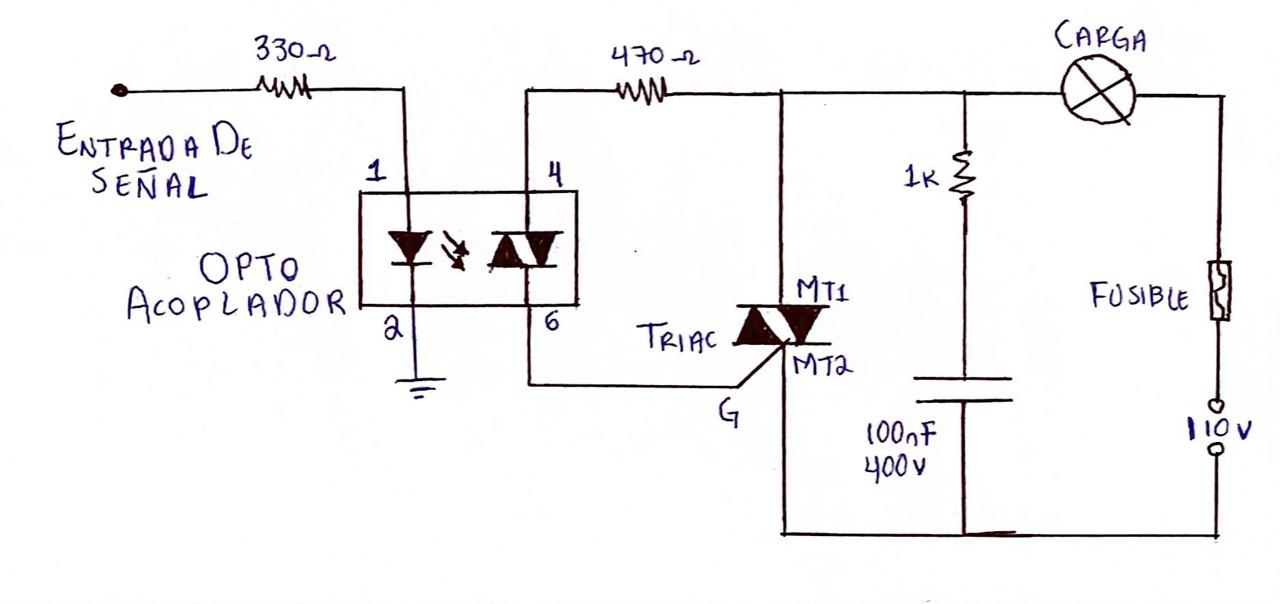 330Ω
470Ω
CARGA
ENTRADA DE
SEÑAL
1
4
1K
OPTO
ACOPLADOR
2
6
TRIAC
MT1
MT2
G
FUSIBLE
100nF
400V
110V